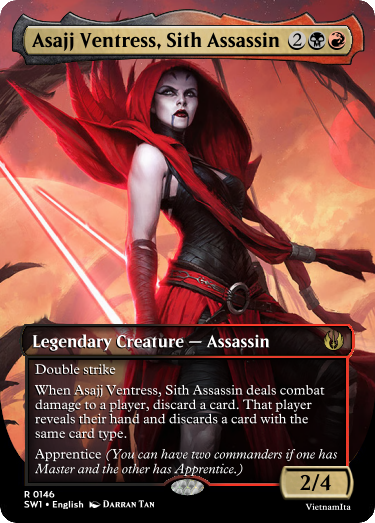 Asajj Ventress, Sith Assassin 2
Legendary Creature — Assassin
Double strike
When Asajj Ventress, Sith Assassin deals combat
damage to a player, discard a card. That player
reveals their hand and discards a card with the
same card type.
Apprentice (You can have two commanders if one has
Master and the other has Apprentice.)
2/4
R 0146
SW1 • English Darran Tan
VietnamIta